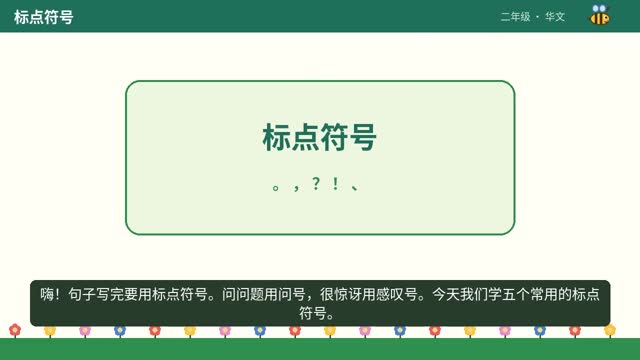 标点符号
二年级 · 华文
标点符号
。，？！、
嗨！句子写完要用标点符号。问问题用问号，很惊讶用感叹号。今天我们学五个常用的标点
符号。